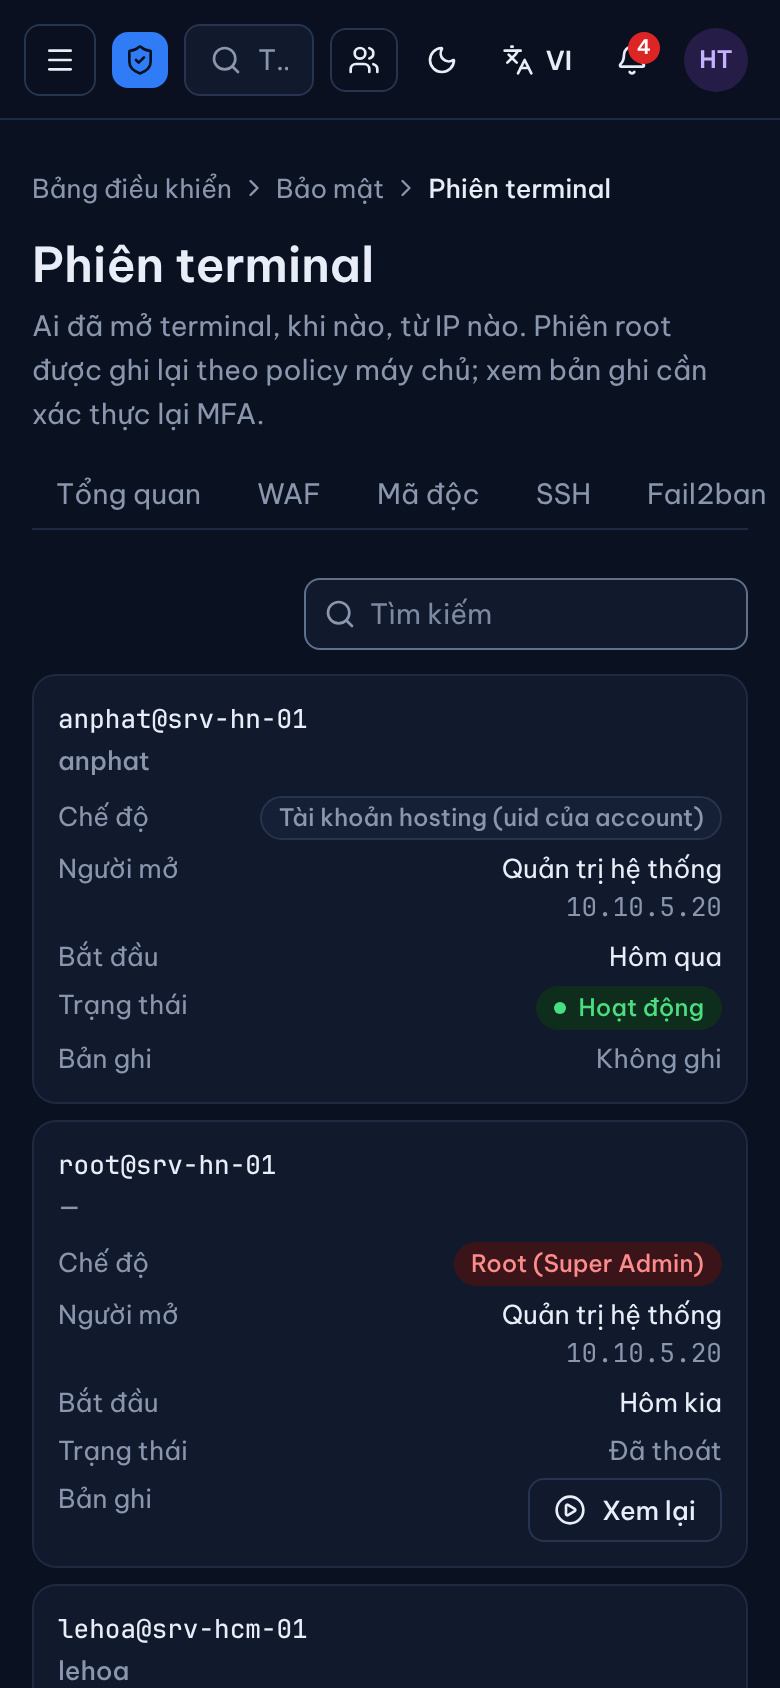 T..
VI
4
HT
Bảng điều khiển > Bảo mật > Phiên terminal
Phiên terminal
Ai đã mở terminal, khi nào, từ IP nào. Phiên root
được ghi lại theo policy máy chủ; xem bản ghi cần
xác thực lại MFA.
Tổng quan WAF Mã độc SSH Fail2ban
Tìm kiếm
anphat@srv-hn-01
anphat
Chế độ Tài khoản hosting (uid của account)
Người mở Quản trị hệ thống
10.10.5.20
Bắt đầu Hôm qua
Trạng thái Hoạt động
Bản ghi Không ghi
root@srv-hn-01
—
Chế độ Root (Super Admin)
Người mở Quản trị hệ thống
10.10.5.20
Bắt đầu Hôm kia
Trạng thái Đã thoát
Bản ghi Xem lại
lehoa@srv-hcm-01
lehoa